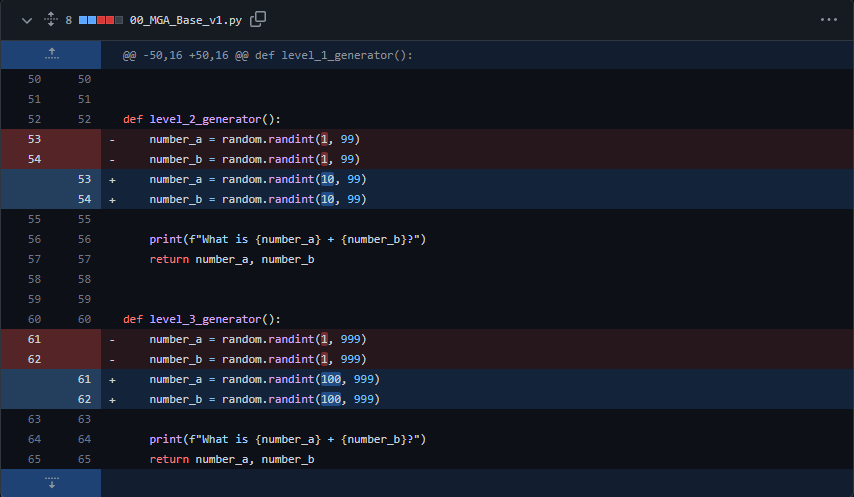 8 00_MGA_Base_v1.py
@@ -50,16 +50,16 @@ def level_1_generator():
50 50
51 51
52 52 def level_2_generator():
53 - number_a = random.randint(1, 99)
54 - number_b = random.randint(1, 99)
53 + number_a = random.randint(10, 99)
54 + number_b = random.randint(10, 99)
55 55
56 56 print(f"What is {number_a} + {number_b}?")
57 57 return number_a, number_b
58 58
59 59
60 60 def level_3_generator():
61 - number_a = random.randint(1, 999)
62 - number_b = random.randint(1, 999)
61 + number_a = random.randint(100, 999)
62 + number_b = random.randint(100, 999)
63 63
64 64 print(f"What is {number_a} + {number_b}?")
65 65 return number_a, number_b